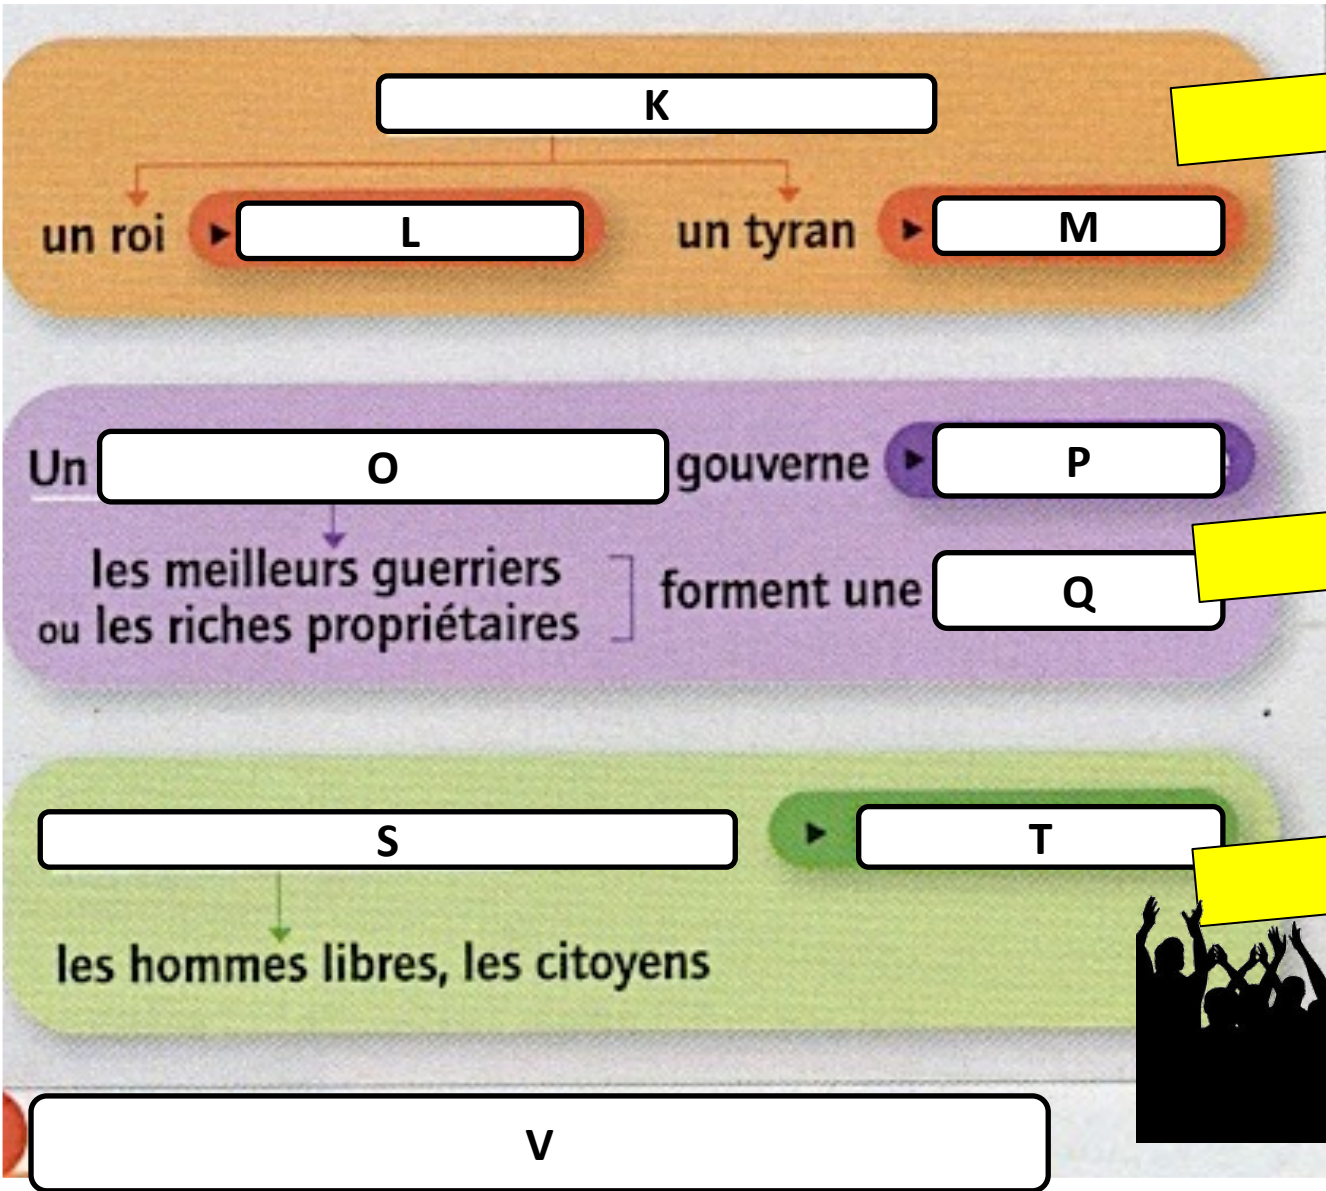 K
un roi L un tyran M
Un O gouverne P
les meilleurs guerriers
ou les riches propriétaires forment une Q
S T
les hommes libres, les citoyens
V